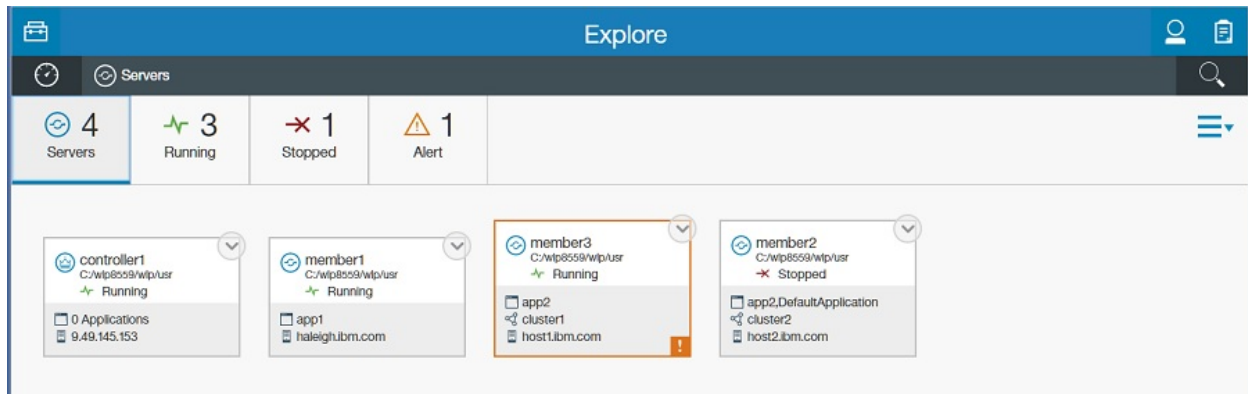 Explore
Servers
4
Servers
3
Running
1
Stopped
1
Alert
controller1
C:/wlp8559/wlp/usr
Running
0 Applications
9.49.145.153
member1
C:/wlp8559/wlp/usr
Running
app1
haleigh.ibm.com
member3
C:/wlp8559/wlp/usr
Running
app2
cluster1
host1.ibm.com
!
member2
C:/wlp8559/wlp/usr
Stopped
app2,DefaultApplication
cluster2
host2.ibm.com